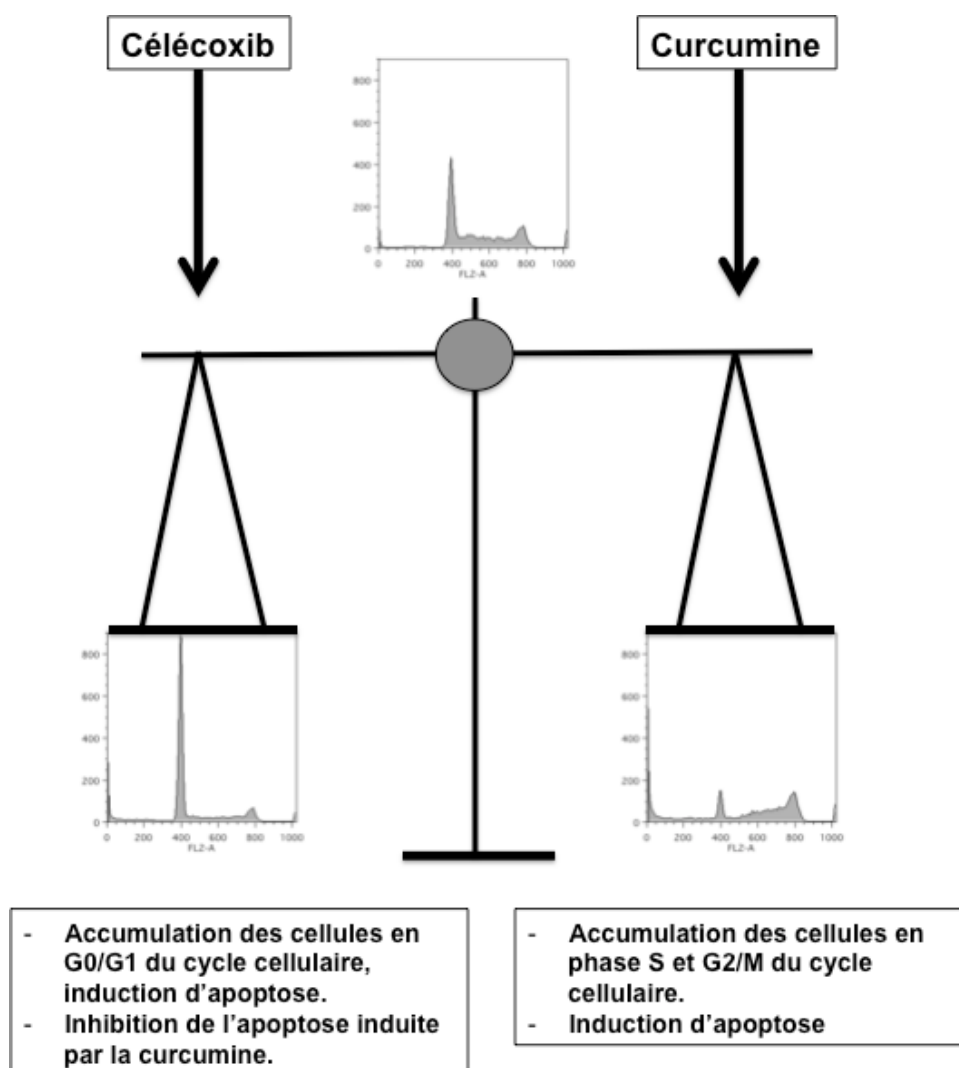 Célécoxib
Curcumine
800
600
400
200
0
0 200 400 600 800 1000
FL2-A
800
600
400
200
0
0 200 400 600 800 1000
FL2-A
800
600
400
200
0
0 200 400 600 800 1000
FL2-A
- Accumulation des cellules en
G0/G1 du cycle cellulaire,
induction d’apoptose.
- Inhibition de l’apoptose induite
par la curcumine.
- Accumulation des cellules en
phase S et G2/M du cycle
cellulaire.
- Induction d’apoptose